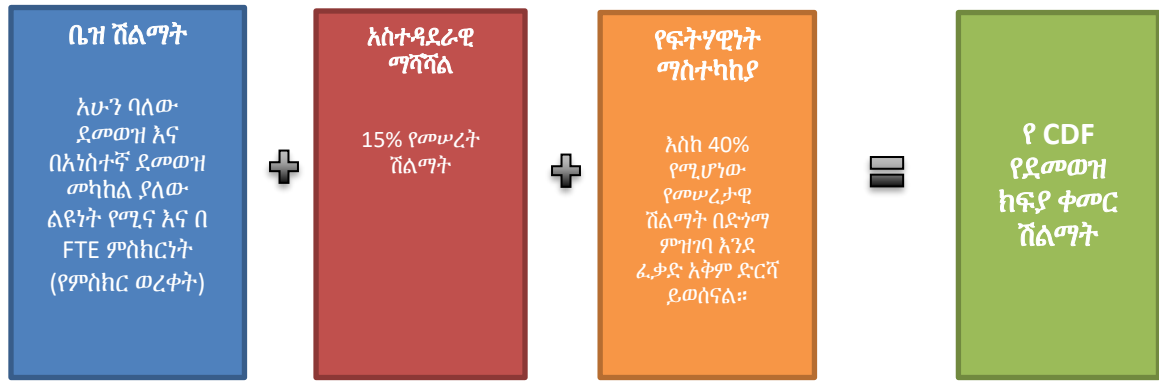 ቤዝ ሽልማት
አሁን ባለው
ደመወዝ እና
በአነስተኛ ደመወዝ
መካከል ያለው
ልዩነት የሚና እና በ
FTE ምስክርነት
(የምስክር ወረቀት)
አስተዳደራዊ
ማሻሻል
15% የመሠረት
ሽልማት
የፍትሃዊነት
ማስተካከያ
እስከ 40%
የሚሆነው
የመሠረታዊ
ሽልማት በድጎማ
ምዝገባ እንደ
ፈቃድ አቅም ድርሻ
ይወሰናል።
የ CDF
የደመወዝ
ክፍያ ቀመር
ሽልማት